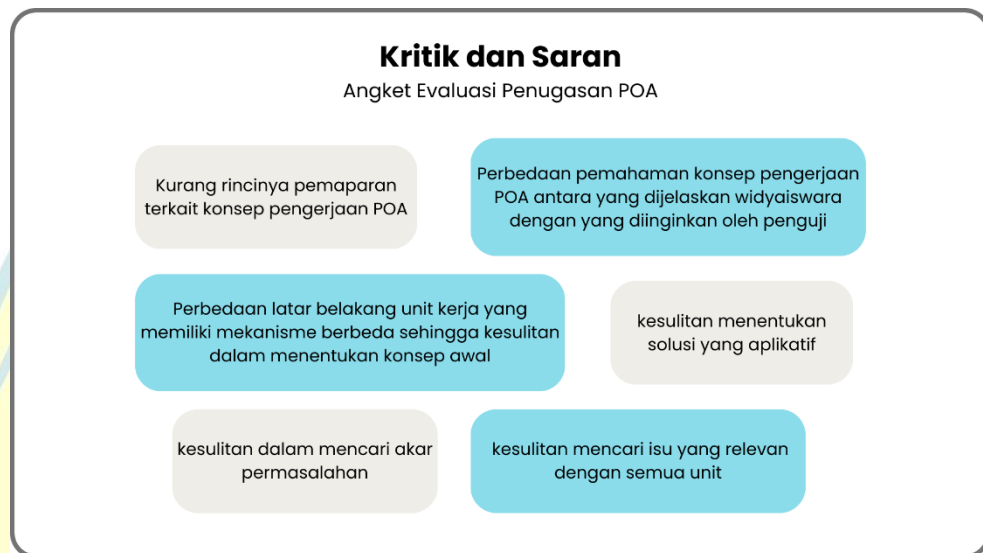 Kritik dan Saran
Angket Evaluasi Penugasan POA
Kurang rincinya pemaparan
terkait konsep pengerjaan POA
Perbedaan pemahaman konsep pengerjaan
POA antara yang dijelaskan widyaiswara
dengan yang diinginkan oleh penguji
Perbedaan latar belakang unit kerja yang
memiliki mekanisme berbeda sehingga kesulitan
dalam menentukan konsep awal
kesulitan menentukan
solusi yang aplikatif
kesulitan dalam mencari akar
permasalahan
kesulitan mencari isu yang relevan
dengan semua unit